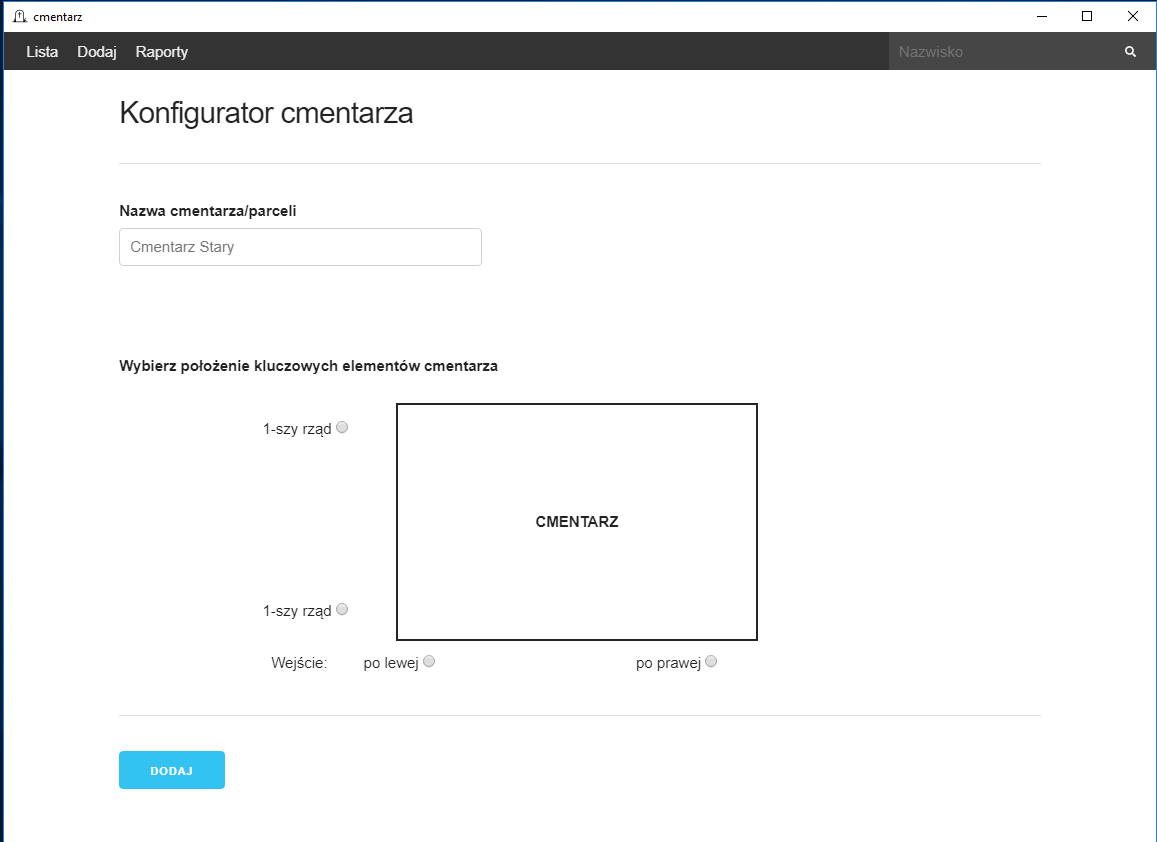 cmentarz
Lista Dodaj Raporty Nazwisko
Konfigurator cmentarza
Nazwa cmentarza/parceli
Cmentarz Stary
Wybierz położenie kluczowych elementów cmentarza
1-szy rząd
CMENTARZ
1-szy rząd
Wejście: po lewej po prawej
DODAJ